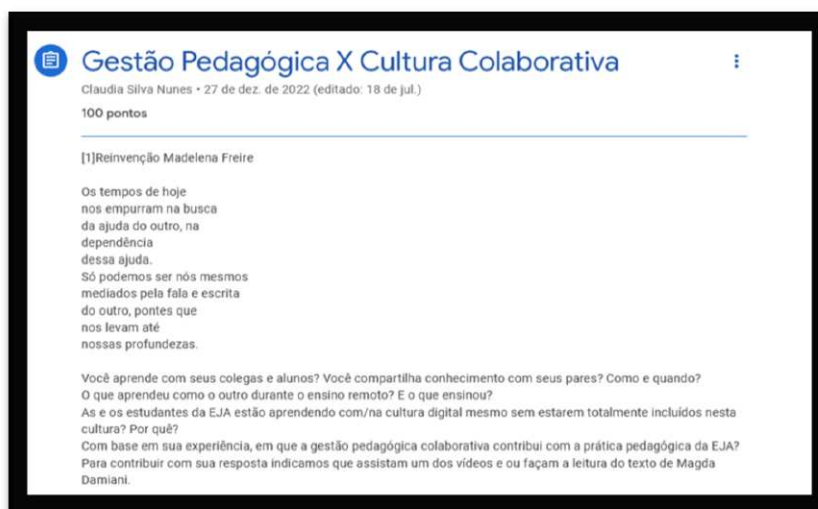 Gestão Pedagógica X Cultura Colaborativa
Claudia Silva Nunes • 27 de dez. de 2022 (editado: 18 de jul.)
100 pontos
[1]Reinvenção Madelena Freire
Os tempos de hoje
nos empurram na busca
da ajuda do outro, na
dependência
dessa ajuda.
Só podemos ser nós mesmos
mediados pela fala e escrita
do outro, pontes que
nos levam até
nossas profundezas.
Você aprende com seus colegas e alunos? Você compartilha conhecimento com seus pares? Como e quando?
O que aprendeu como o outro durante o ensino remoto? E o que ensinou?
As e os estudantes da EJA estão aprendendo com/na cultura digital mesmo sem estarem totalmente incluídos nesta
cultura? Por quê?
Com base em sua experiência, em que a gestão pedagógica colaborativa contribui com a prática pedagógica da EJA?
Para contribuir com sua resposta indicamos que assistam um dos vídeos e ou façam a leitura do texto de Magda
Damiani.